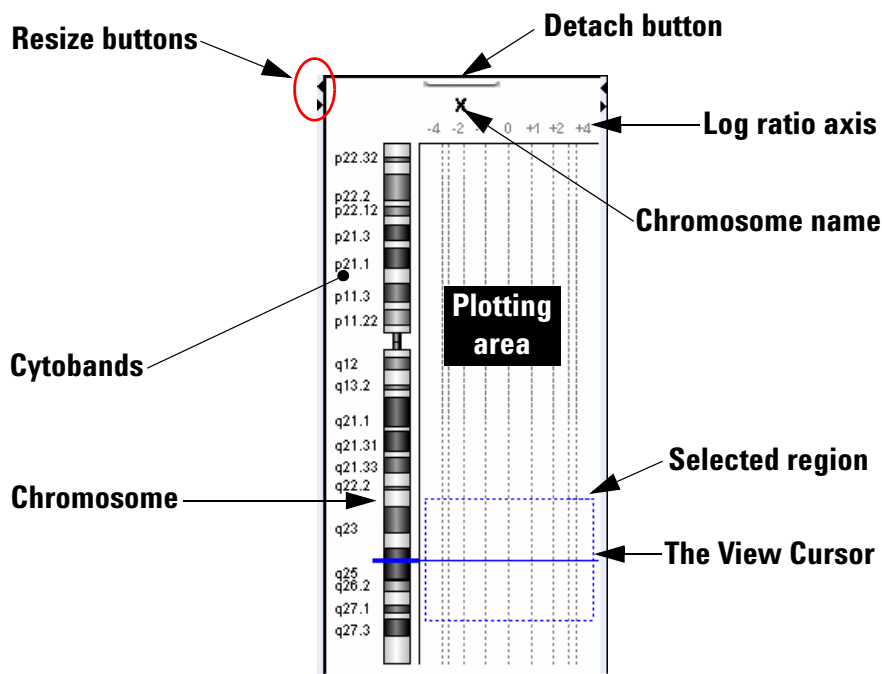 Resize buttons
Detach button
X
-4 -2 0 +1 +2 +4
Log ratio axis
Chromosome name
p22.32
p22.2
p22.12
p21.3
p21.1
p11.3
p11.22
Plotting
area
Cytobands
q12
q13.2
q21.1
q21.31
q21.33
q22.2
Selected region
Chromosome
q23
The View Cursor
q25
q26.2
q27.1
q27.3